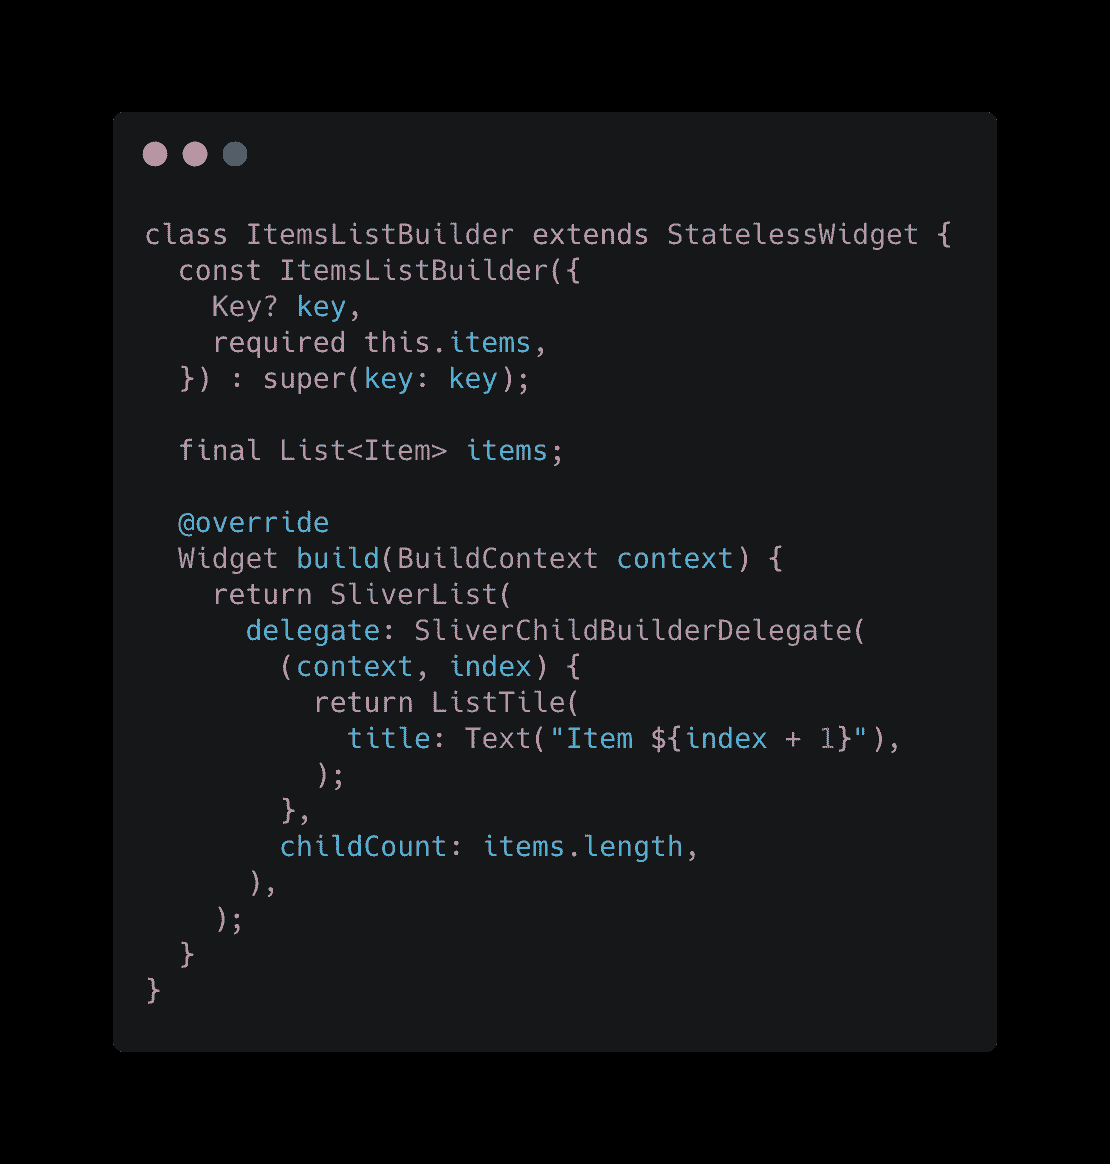 class ItemsListBuilder extends StatelessWidget {
  const ItemsListBuilder({
    Key? key,
    required this.items,
  }) : super(key: key);

  final List<Item> items;

  @override
  Widget build(BuildContext context) {
    return SliverList(
      delegate: SliverChildBuilderDelegate(
        (context, index) {
          return ListTile(
            title: Text("Item ${index + 1}"),
          );
        },
        childCount: items.length,
      ),
    );
  }
}